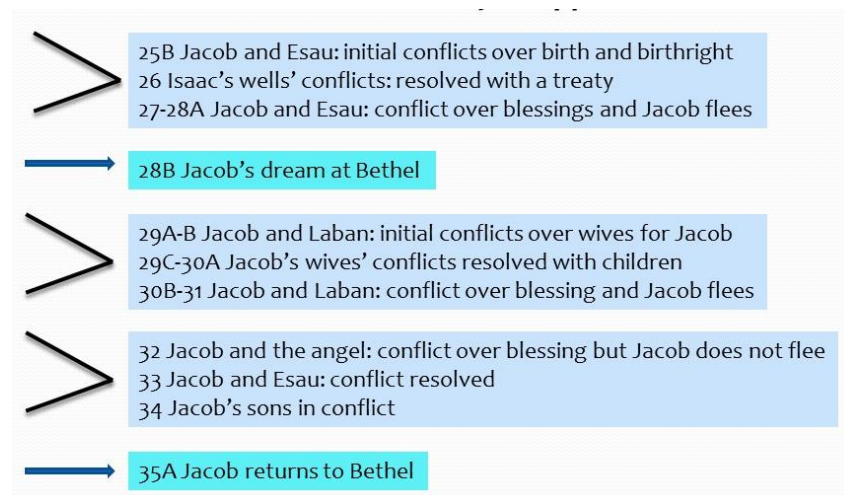 25B Jacob and Esau: initial conflicts over birth and birthright
26 Isaac's wells' conflicts: resolved with a treaty
27-28A Jacob and Esau: conflict over blessings and Jacob flees
28B Jacob's dream at Bethel
29A-B Jacob and Laban: initial conflicts over wives for Jacob
29C-30A Jacob's wives' conflicts resolved with children
30B-31 Jacob and Laban: conflict over blessing and Jacob flees
32 Jacob and the angel: conflict over blessing but Jacob does not flee
33 Jacob and Esau: conflict resolved
34 Jacob's sons in conflict
35A Jacob returns to Bethel